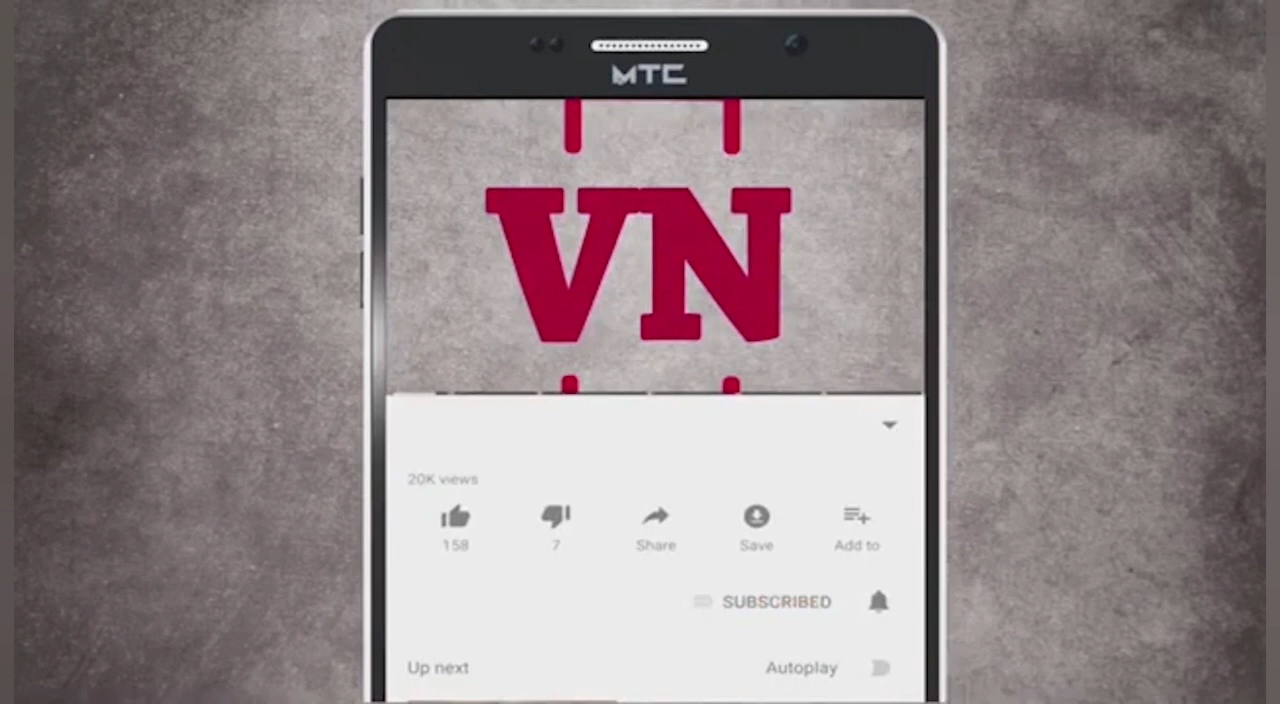 MTC
VN
20K views
158 7 Share Save Add to
SUBSCRIBED
Up next Autoplay